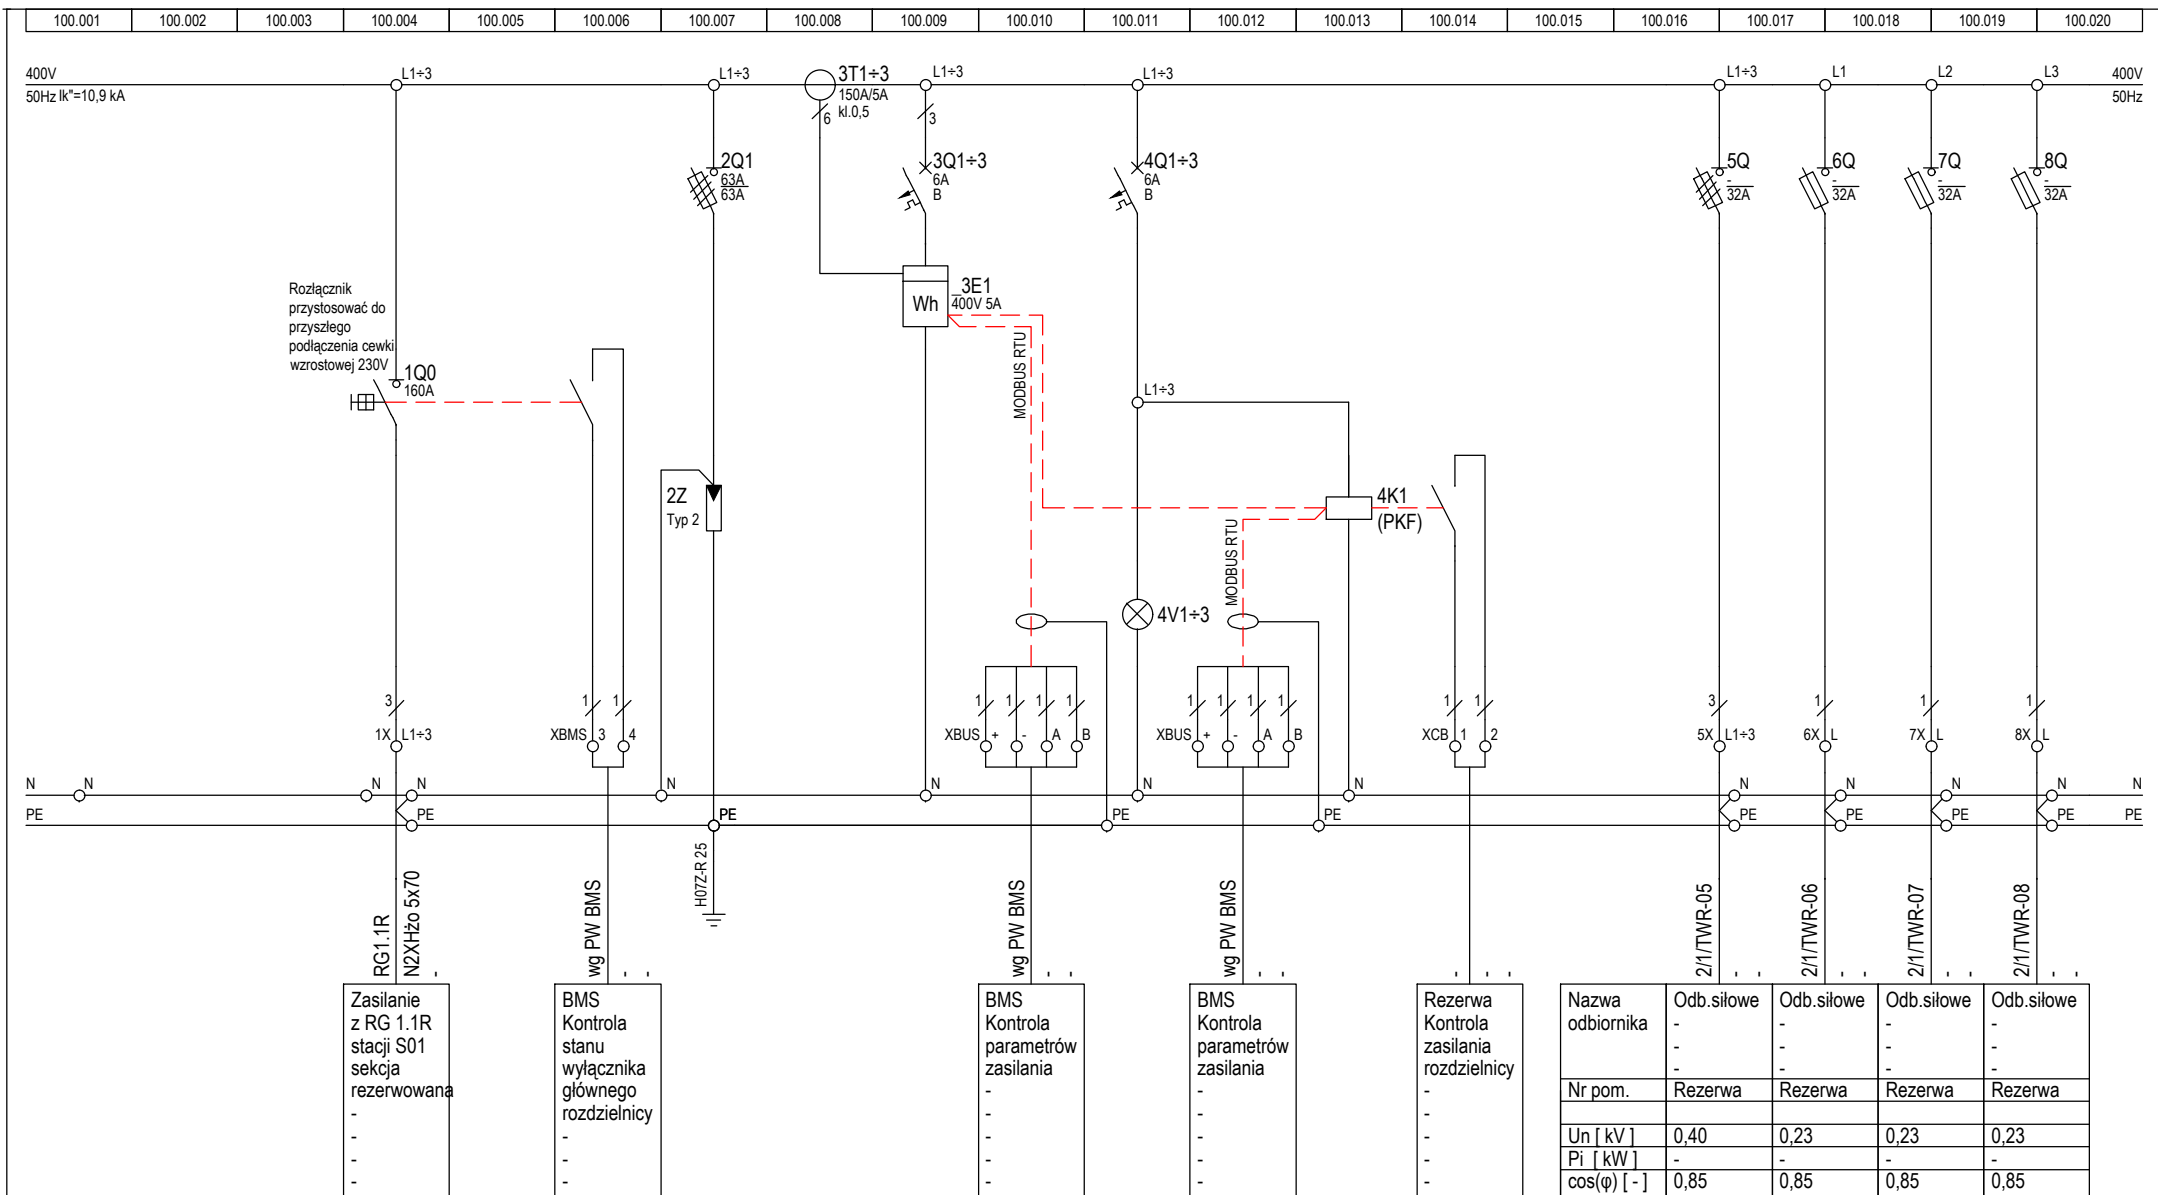 100.001 100.002 100.003 100.004 100.005 100.006 100.007 100.008 100.009 100.010 100.011 100.012 100.013 100.014 100.015 100.016 100.017 100.018 100.019 100.020
400V
50Hz Ik"=10,9 kA
L1÷3
L1÷3
3T1÷3
150A/5A
kl.0,5
6
L1÷3
3
L1÷3
L1÷3
L1
L2
L3
400V
50Hz
2Q1
63A
63A
3Q1÷3
6A
B
4Q1÷3
6A
B
5Q
-
32A
6Q
-
32A
7Q
-
32A
8Q
-
32A
Rozłącznik
przystosować do
przyszłego
podłączenia cewki
wzrostowej 230V
1Q0
160A
Wh
3E1
400V 5A
MODBUS RTU
L1÷3
2Z
Typ 2
4K1
(PKF)
MODBUS RTU
4V1÷3
3
1 1
1 1 1 1
1 1 1 1
1 1
3
1
1
1
1X L1÷3
XBMS 3 4
XBUS + - A B
XBUS + - A B
XCB 1 2
5X L1÷3
6X L
7X L
8X L
N N N N N N N N N N N N N
PE PE PE PE PE PE PE PE PE PE
RG1.1R
N2XHżo 5x70
-
wg PW BMS
- -
H07Z-R 25
wg PW BMS
- -
wg PW BMS
- -
- - -
2/1/TWR-05
- -
2/1/TWR-06
- -
2/1/TWR-07
- -
2/1/TWR-08
- -
Zasilanie
z RG 1.1R
stacji S01
sekcja
rezerwowana
-
-
-
-
BMS
Kontrola
stanu
wyłącznika
głównego
rozdzielnicy
-
-
-
BMS
Kontrola
parametrów
zasilania
-
-
-
-
-
BMS
Kontrola
parametrów
zasilania
-
-
-
-
-
Rezerwa
Kontrola
zasilania
rozdzielnicy
-
-
-
-
-
Nazwa
odbiornika
Odb.siłowe Odb.siłowe Odb.siłowe Odb.siłowe
- - - -
- - - -
- - - -
Nr pom. Rezerwa Rezerwa Rezerwa Rezerwa
Un [ kV ] 0,40 0,23 0,23 0,23
Pi [ kW ] - - - -
cos(φ) [ - ] 0,85 0,85 0,85 0,85